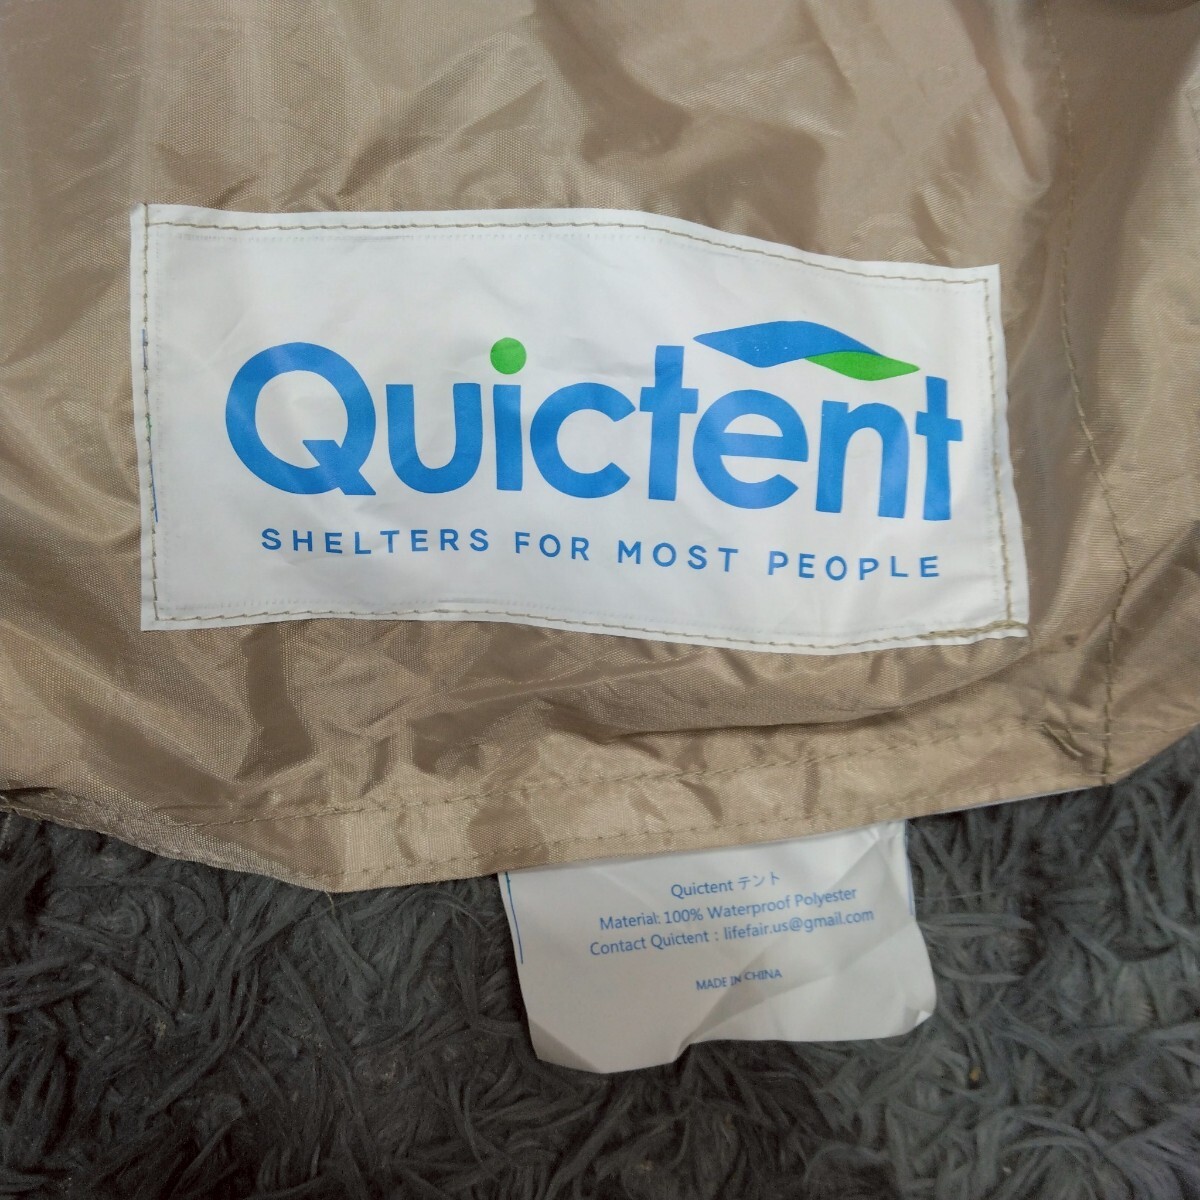 Quictent
SHELTERS FOR MOST PEOPLE
Quictent テント
Material: 100% Waterproof Polyester
Contact Quictent : lifefair.us@gmail.com
MADE IN CHINA